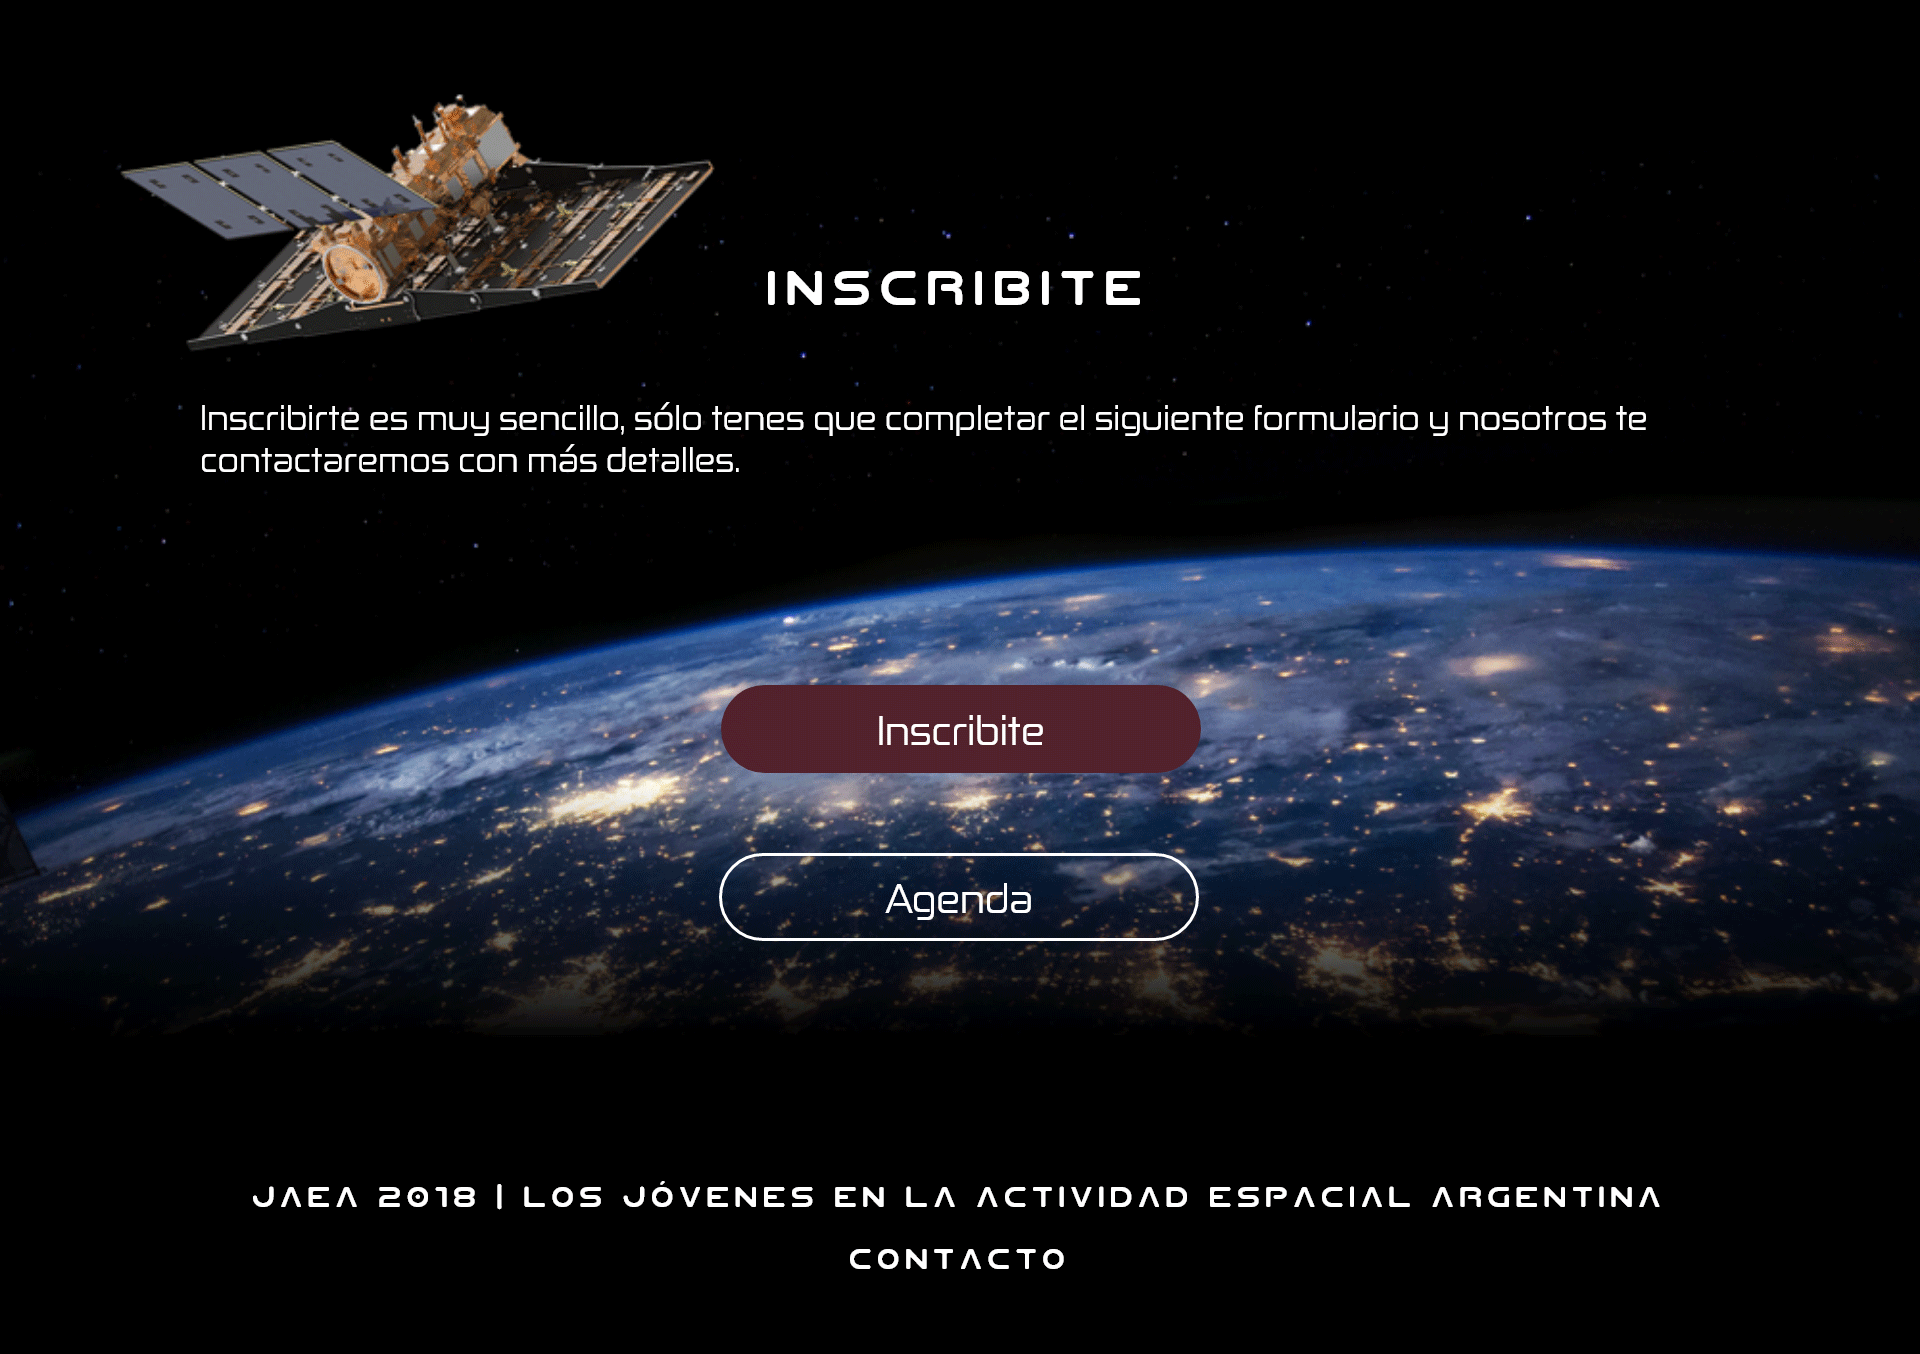 INSCRIBITE
Inscribirte es muy sencillo, sólo tenes que completar el siguiente formulario y nosotros te
contactaremos con más detalles.
Inscribite
Agenda
JAEA 2018 | LOS JÓVENES EN LA ACTIVIDAD ESPACIAL ARGENTINA
CONTACTO